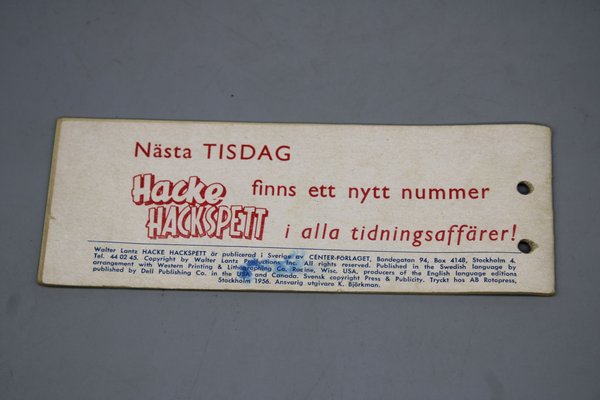 Nästa TISDAG
Hacke HACKSPETT finns ett nytt nummer
i alla tidningsaffärer!
Walter Lantz HACKE HACKSPETT är publicerad i Sverige av CENTER-FÖRLAGET, Bondegatan 94, Box 4148, Stockholm 4.
Tel. 44 02 45. Copyright by Walter Lantz Productions, Inc. All rights reserved. Published in the Swedish language by
arrangement with Western Printing & Lithographing Co. Racine, Wisc. USA, producers of the English language editions
published by Dell Publishing Co. in the USA and Canada. Svensk copyright Press & Publicity. Tryckt hos AB Rotopress,
Stockholm 1956. Ansvarig utgivare K. Björkman.